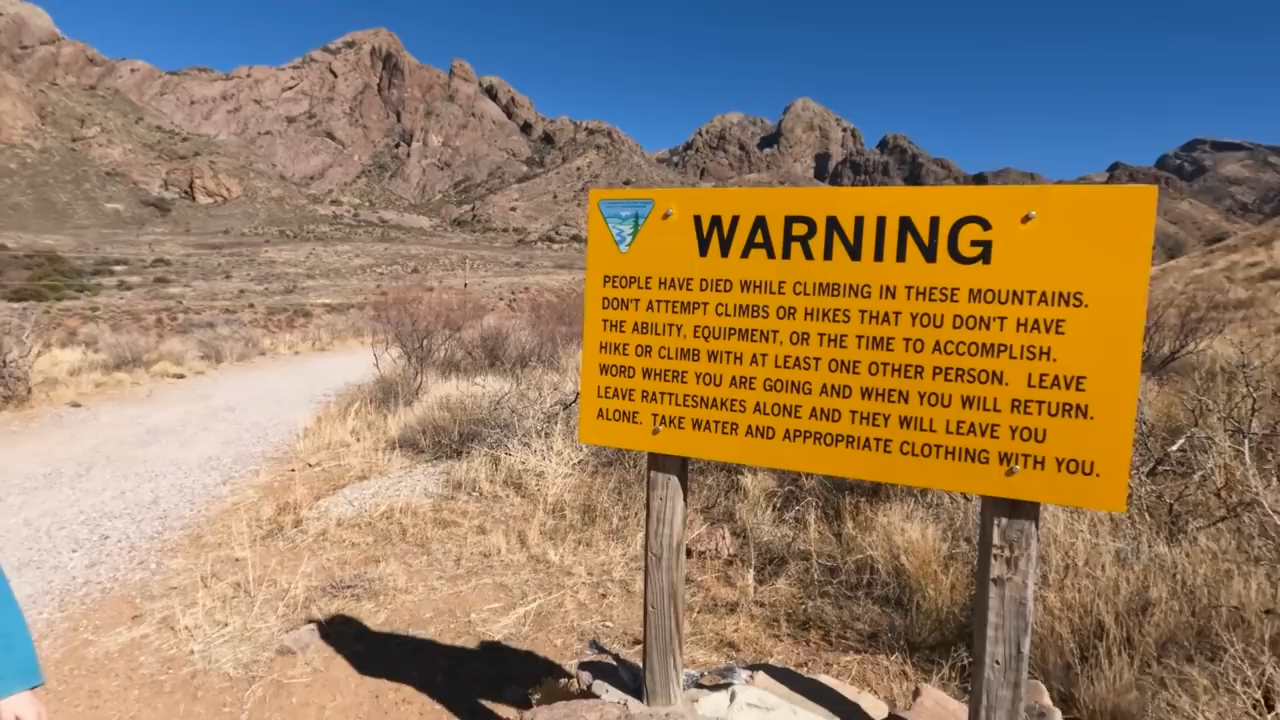 WARNING
PEOPLE HAVE DIED WHILE CLIMBING IN THESE MOUNTAINS.
DON'T ATTEMPT CLIMBS OR HIKES THAT YOU DON'T HAVE
THE ABILITY, EQUIPMENT, OR THE TIME TO ACCOMPLISH.
HIKE OR CLIMB WITH AT LEAST ONE OTHER PERSON. LEAVE
WORD WHERE YOU ARE GOING AND WHEN YOU WILL RETURN.
LEAVE RATTLESNAKES ALONE AND THEY WILL LEAVE YOU
ALONE. TAKE WATER AND APPROPRIATE CLOTHING WITH YOU.